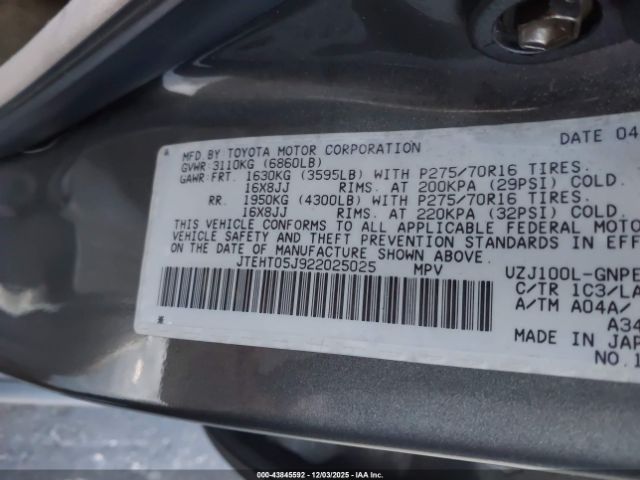 MFD BY TOYOTA MOTOR CORPORATION DATE 04
GVWR 3110KG (6860LB)
GAWR FRT. 1630KG (3595LB) WITH P275/70R16 TIRES.
16X8JJ RIMS. AT 200KPA (29PSI) COLD.
RR. 1950KG (4300LB) WITH P275/70R16 TIRES.
16X8JJ RIMS. AT 220KPA (32PSI) COLD.
THIS VEHICLE CONFORMS TO ALL APPLICABLE FEDERAL MOTOR
VEHICLE SAFETY AND THEFT PREVENTION STANDARDS IN EFF
ON THE DATE OF MANUFACTURE SHOWN ABOVE.
JTEHT05J922025025 MPV UZJ100L-GNPE
C/TR 1C3/LA
A/TM A04A/
A34
MADE IN JAP
NO.1
000-43845592 - 12/03/2025 - IAAI, Inc.